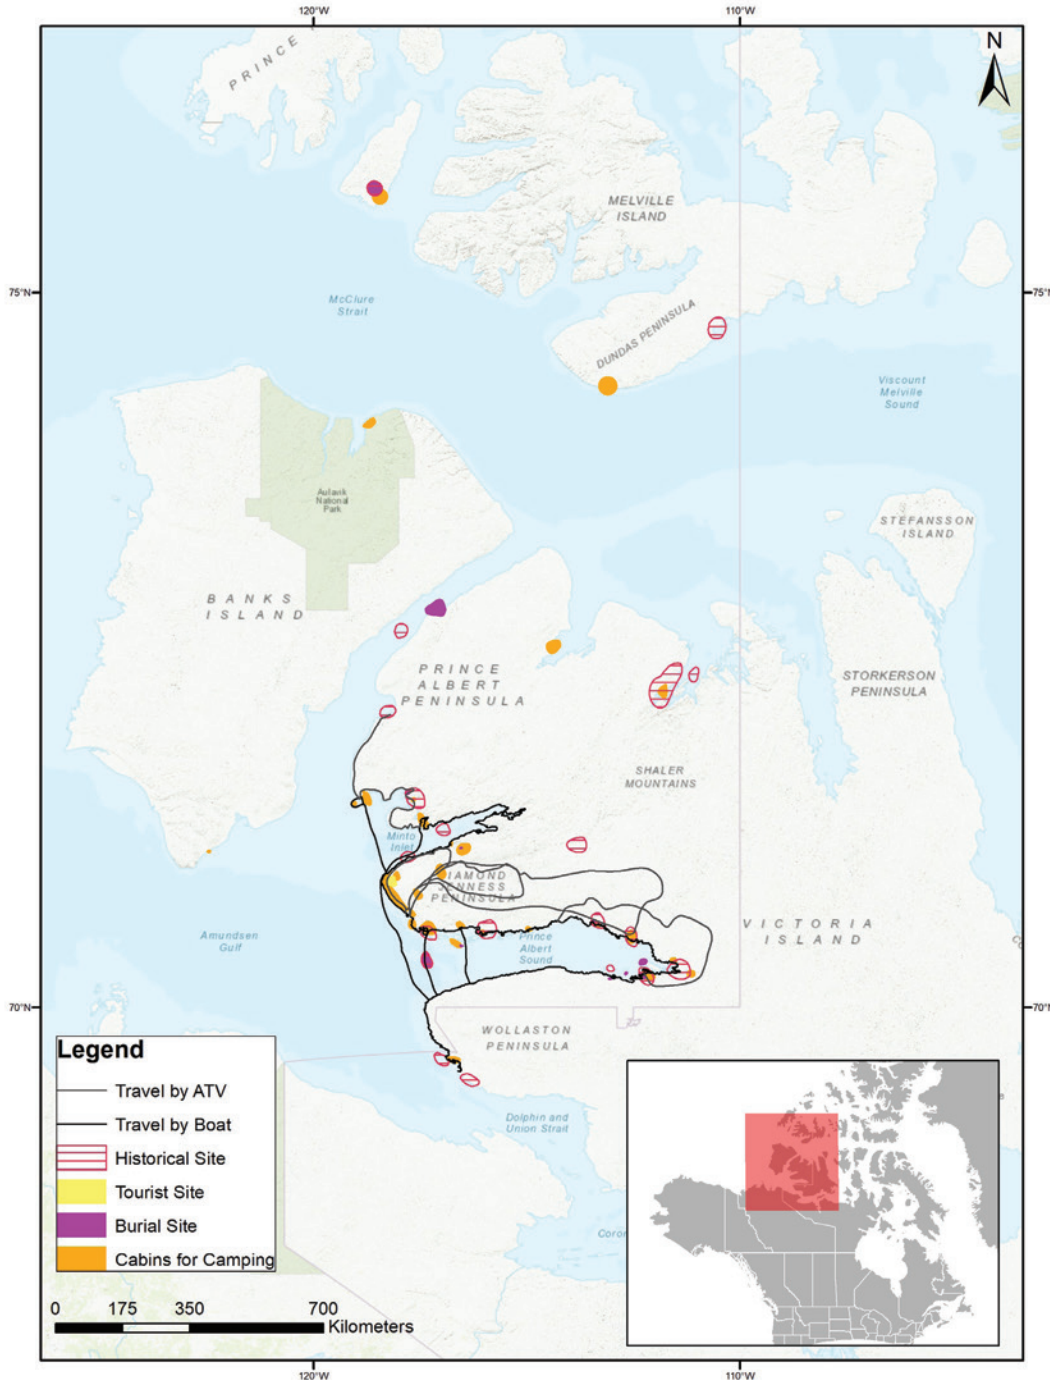 120°W 110°W
N
PRINCE
MELVILLE
ISLAND
75°N 75°N
McClure
Strait
DUNDAS PENINSULA
Viscount
Melville
Sound
Aulavik
National
Park
STEFANSSON
ISLAND
BANKS
ISLAND
PRINCE
ALBERT
PENINSULA
STORKERSON
PENINSULA
SHALER
MOUNTAINS
Minto
Inlet
DIAMOND
JENNESS
PENINSULA
VICTORIA
ISLAND
Amundsen
Gulf
Prince
Albert
Sound
70°N 70°N
WOLLASTON
PENINSULA
Legend
Travel by ATV
Travel by Boat
Historical Site
Tourist Site
Burial Site
Cabins for Camping
Dolphin and
Union Strait
Coron
0 175 350 700
Kilometers
120°W 110°W